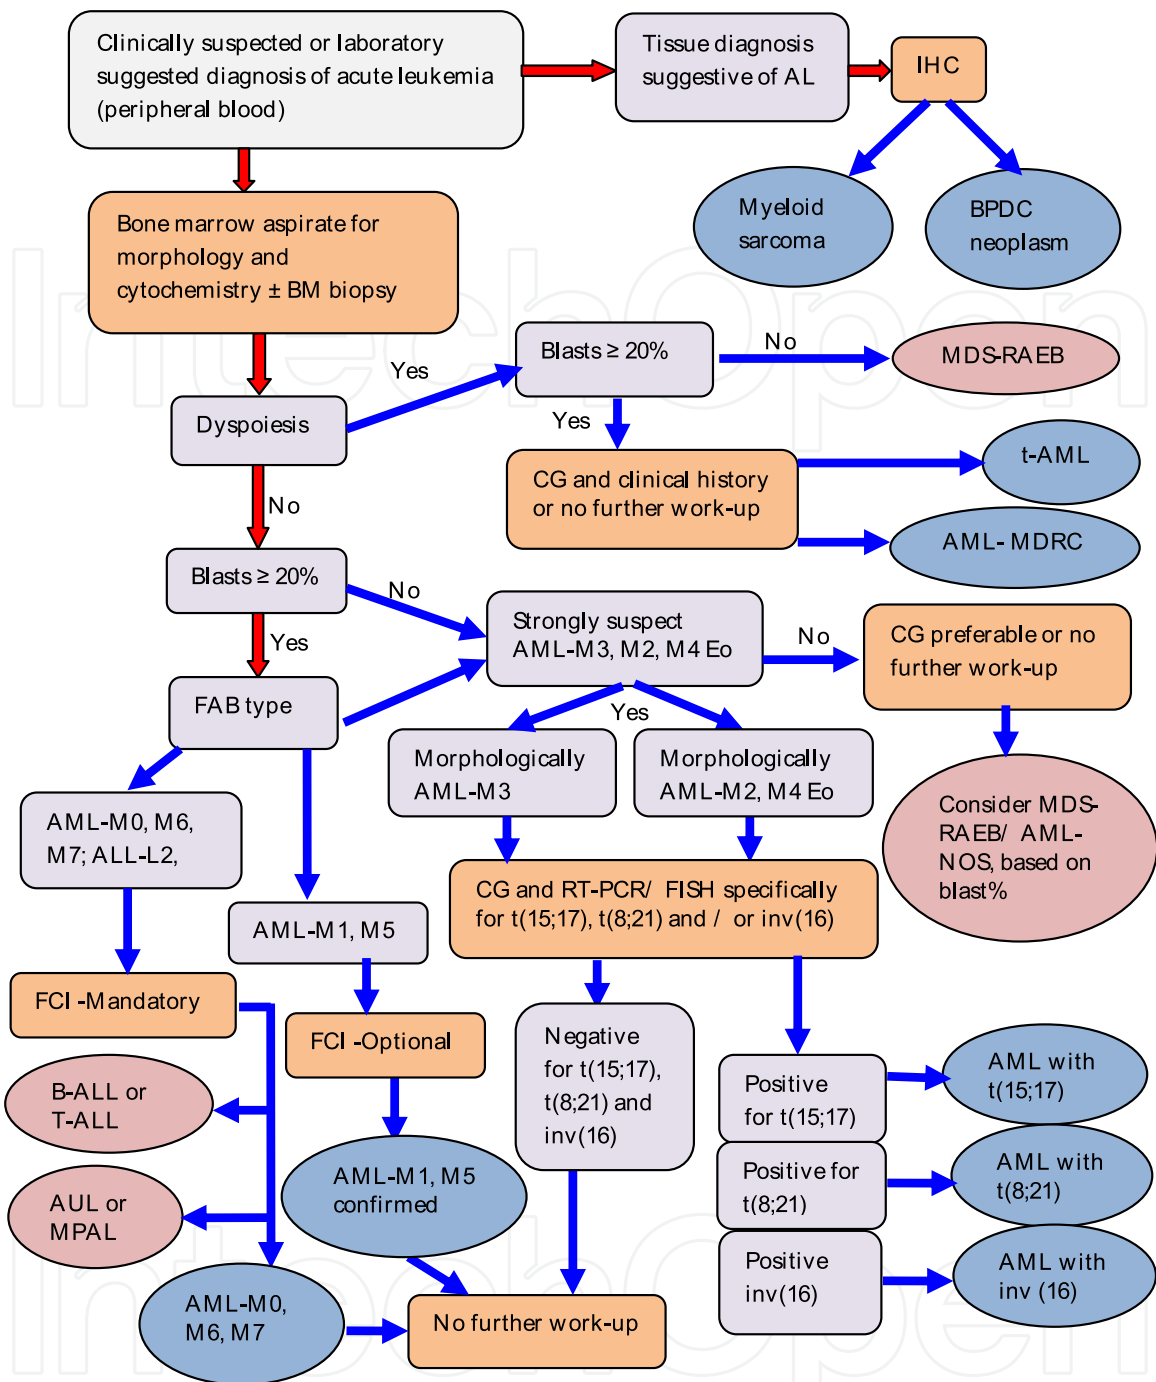 Clinically suspected or laboratory
suggested diagnosis of acute leukemia
(peripheral blood)
Tissue diagnosis
suggestive of AL
IHC
Myeloid
sarcoma
BPDC
neoplasm
Bone marrow aspirate for
morphology and
cytochemistry ± BM biopsy
Yes
Blasts ≥ 20%
No
MDS-RAEB
Dyspoiesis
Yes
CG and clinical history
or no further work-up
t-AML
AML- MDRC
No
Blasts ≥ 20%
No
Strongly suspect
AML-M3, M2, M4 Eo
No
CG preferable or no
further work-up
Yes
FAB type
Yes
Morphologically
AML-M3
Morphologically
AML-M2, M4 Eo
Consider MDS-
RAEB/ AML-
NOS, based on
blast%
AML-M0, M6,
M7; ALL-L2,
AML-M1, M5
CG and RT-PCR/ FISH specifically
for t(15;17), t(8;21) and / or inv(16)
FCI -Mandatory
FCI -Optional
Negative
for t(15;17),
t(8;21) and
inv(16)
Positive
for t(15;17)
AML with
t(15;17)
B-ALL or
T-ALL
AML-M1, M5
confirmed
Positive for
t(8;21)
AML with
t(8;21)
AUL or
MPAL
Positive
inv(16)
AML with
inv (16)
AML-M0,
M6, M7
No further work-up
IntechOpen
IntechOpen